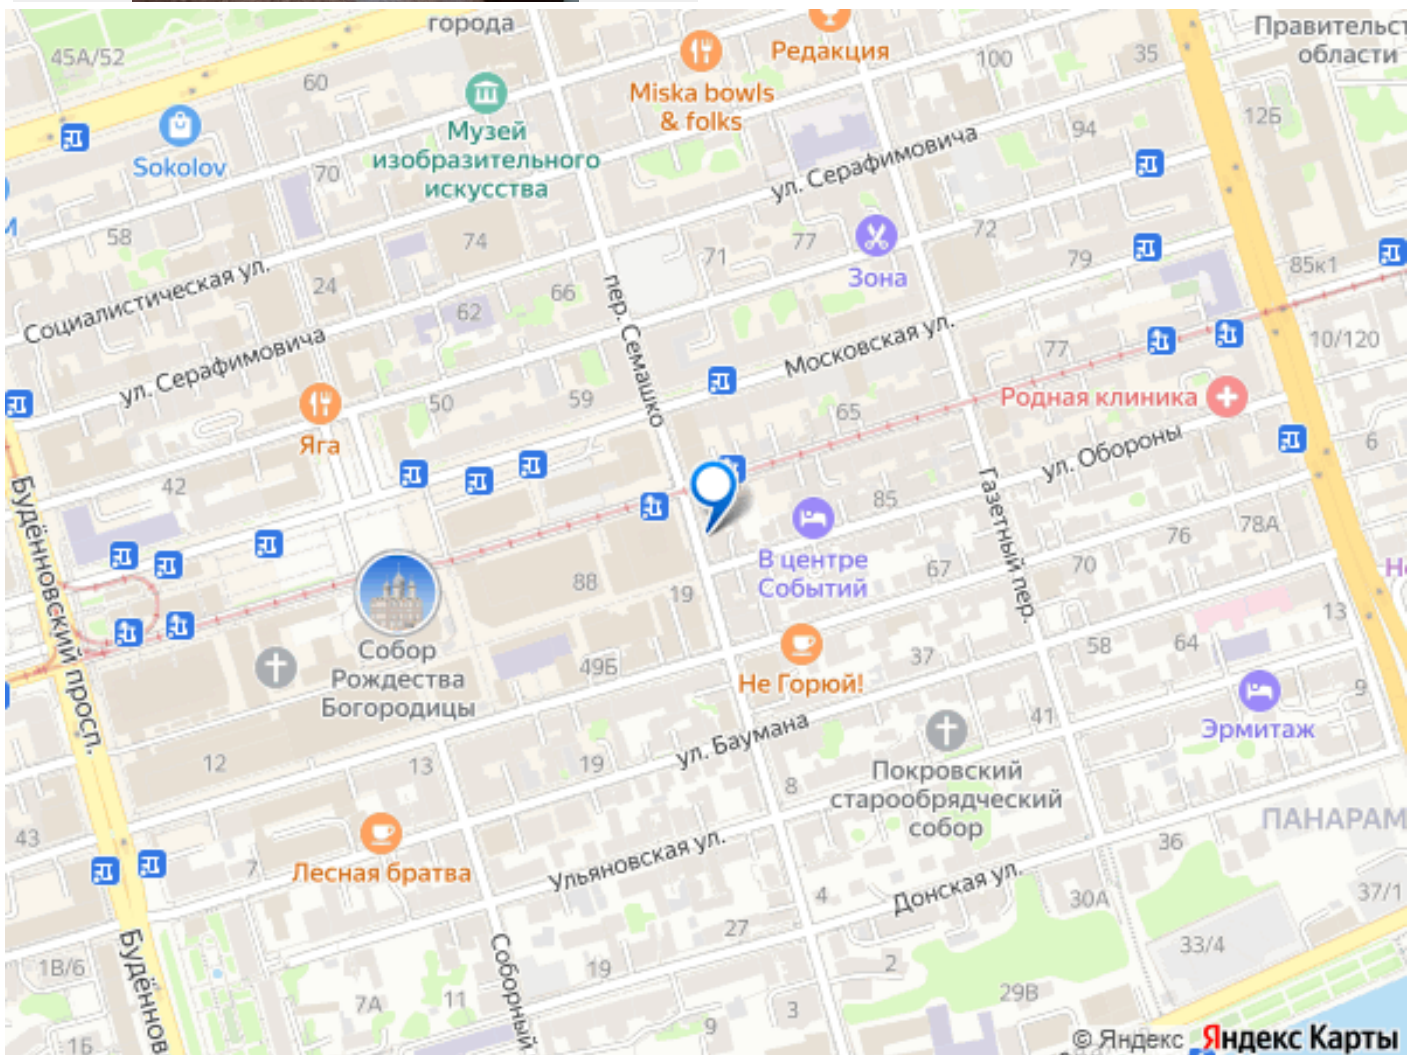 города
Правительст
области
45А/52
Редакция
100
35
60
Miska bowls
& folks
12Б
94
Музей
изобразительного
искусства
Sokolov
70
ул. Серафимовича
58
74
71
77
72
79
Зона
85к1
Социалистическая ул.
24
66
62
пер. Семашко
ул. Серафимовича
Московская ул.
77
10/120
Родная клиника
50
59
65
Яга
6
ул. Обороны
42
85
Газетный пер.
78А
76
Будённовский просп.
В центре
Событий
67
70
88
19
13
Собор
Рождества
Богородицы
49Б
Не Горюй!
37
58
64
9
Эрмитаж
41
ул. Баумана
12
13
19
8
Покровский
старообрядческий
собор
ПАНАРАМ
43
36
7
Лесная братва
Ульяновская ул.
4
Донская ул.
30А
37/1
27
Будённов
Соборный
1В/6
19
2
33/4
7А
11
29В
3
9
1Б
© Яндекс Яндекс Карты